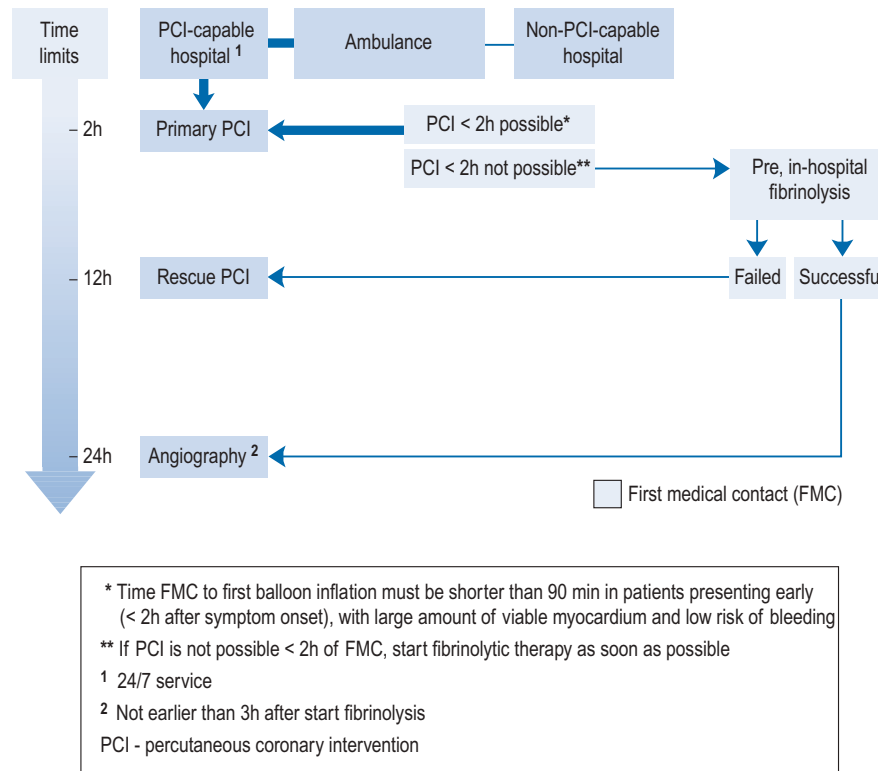 Time
limits
PCI-capable
hospital 1
Ambulance
Non-PCI-capable
hospital
– 2h
Primary PCI
PCI < 2h possible*
PCI < 2h not possible**
Pre, in-hospital
fibrinolysis
– 12h
Rescue PCI
Failed
Successfu
– 24h
Angiography 2
First medical contact (FMC)
* Time FMC to first balloon inflation must be shorter than 90 min in patients presenting early
(< 2h after symptom onset), with large amount of viable myocardium and low risk of bleeding
** If PCI is not possible < 2h of FMC, start fibrinolytic therapy as soon as possible
1 24/7 service
2 Not earlier than 3h after start fibrinolysis
PCI - percutaneous coronary intervention